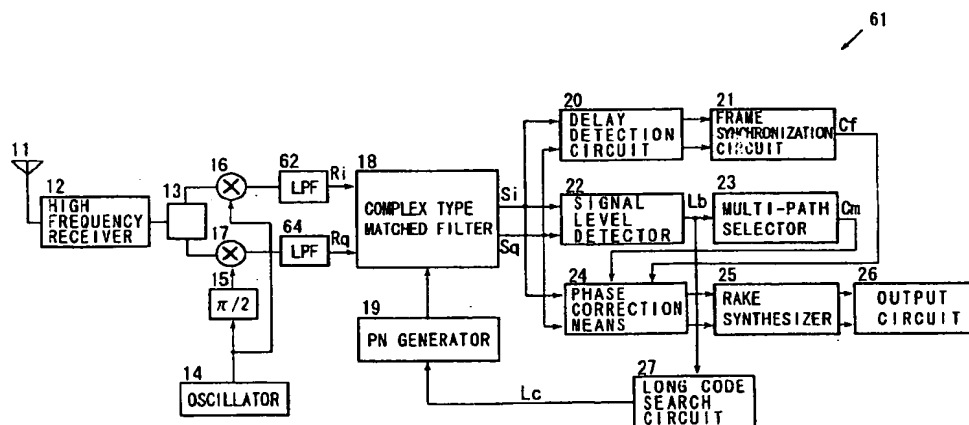 61
11
12
HIGH
FREQUENCY
RECEIVER
13
16
17
15
π/2
14
OSCILLATOR
62
LPF
Ri
64
LPF
Rq
18
COMPLEX TYPE
MATCHED FILTER
19
PN GENERATOR
Lc
Si
Sq
20
DELAY
DETECTION
CIRCUIT
21
FRAME
SYNCHRONIZATION
CIRCUIT
Cf
22
SIGNAL
LEVEL
DETECTOR
Lb
23
MULTI-PATH
SELECTOR
Cm
24
PHASE
CORRECTION
NEANS
25
RAKE
SYNTHESIZER
26
OUTPUT
CIRCUIT
27
LONG CODE
SEARCH
CIRCUIT